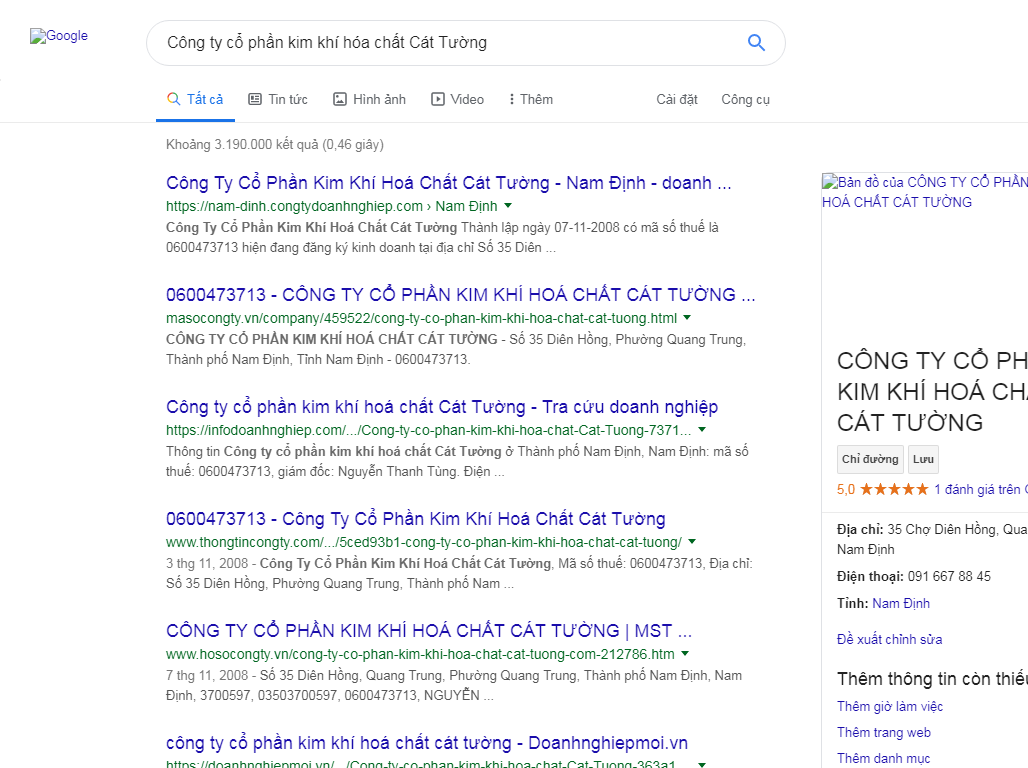 Google
Công ty cổ phần kim khí hóa chất Cát Tường
Tất cả
Tin tức
Hình ảnh
Video
Thêm
Cài đặt
Công cụ
Khoảng 3.190.000 kết quả (0,46 giây)
Công Ty Cổ Phần Kim Khí Hoá Chất Cát Tường - Nam Định - doanh ...
https://nam-dinh.congtydoanhnghiep.com › Nam Định
Công Ty Cổ Phần Kim Khí Hoá Chất Cát Tường Thành lập ngày 07-11-2008 có mã số thuế là
0600473713 hiện đang đăng ký kinh doanh tại địa chỉ Số 35 Diên ...
0600473713 - CÔNG TY CỔ PHẦN KIM KHÍ HOÁ CHẤT CÁT TƯỜNG ...
masocongty.vn/company/459522/cong-ty-co-phan-kim-khi-hoa-chat-cat-tuong.html
CÔNG TY CỔ PHẦN KIM KHÍ HOÁ CHẤT CÁT TƯỜNG - Số 35 Diên Hồng, Phường Quang Trung,
Thành phố Nam Định, Tỉnh Nam Định - 0600473713.
Công ty cổ phần kim khí hoá chất Cát Tường - Tra cứu doanh nghiệp
https://infodoanhnghiep.com/.../Cong-ty-co-phan-kim-khi-hoa-chat-Cat-Tuong-7371...
Thông tin Công ty cổ phần kim khí hoá chất Cát Tường ở Thành phố Nam Định, Nam Định: mã số
thuế: 0600473713, giám đốc: Nguyễn Thanh Tùng. Điện ...
0600473713 - Công Ty Cổ Phần Kim Khí Hoá Chất Cát Tường
www.thongtincongty.com/.../5ced93b1-cong-ty-co-phan-kim-khi-hoa-chat-cat-tuong/
3 thg 11, 2008 - Công Ty Cổ Phần Kim Khí Hoá Chất Cát Tường, Mã số thuế: 0600473713, Địa chỉ:
Số 35 Diên Hồng, Phường Quang Trung, Thành phố Nam ...
CÔNG TY CỔ PHẦN KIM KHÍ HOÁ CHẤT CÁT TƯỜNG | MST ...
www.hosocongty.vn/cong-ty-co-phan-kim-khi-hoa-chat-cat-tuong-com-212786.htm
7 thg 11, 2008 - Số 35 Diên Hồng, Quang Trung, Phường Quang Trung, Thành phố Nam Định, Nam
Định, 3700597, 03503700597, 0600473713, NGUYỄN ...
công ty cổ phần kim khí hoá chất cát tường - Doanhnghiepmoi.vn
https://doanhnghiepmoi.vn/.../Cong-ty-co-phan-kim-khi-hoa-chat-Cat-Tuong-363a1...
Bản đồ của CÔNG TY CỔ PHẦN
HOÁ CHẤT CÁT TƯỜNG
CÔNG TY CỔ PH
KIM KHÍ HOÁ CH
CÁT TƯỜNG
Chỉ đường
Lưu
5,0
1 đánh giá trên
Địa chỉ: 35 Chợ Diên Hồng, Qua
Nam Định
Điện thoại: 091 667 88 45
Tỉnh: Nam Định
Đề xuất chỉnh sửa
Thêm thông tin còn thiếu
Thêm giờ làm việc
Thêm trang web
Thêm danh mục